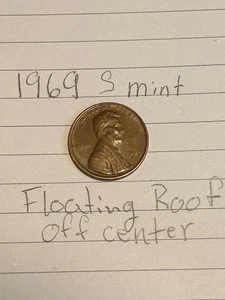 1969 S mint
Floating Roof
off center